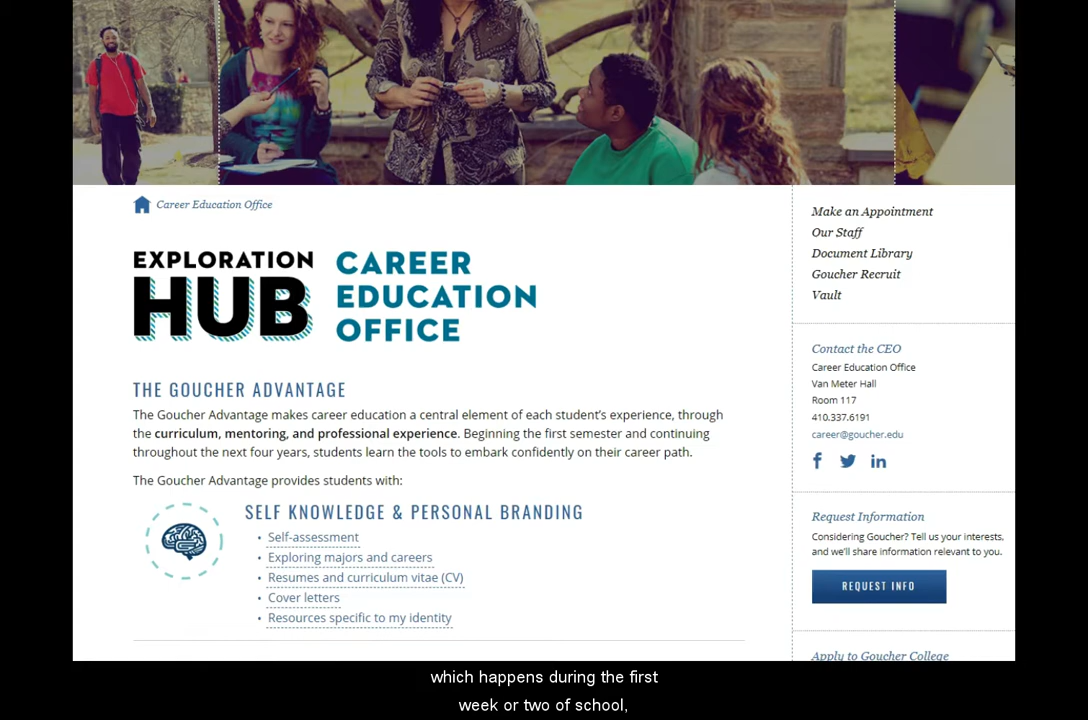 Career Education Office
EXPLORATION
HUB
CAREER
EDUCATION
OFFICE
THE GOUCHER ADVANTAGE
The Goucher Advantage makes career education a central element of each student's experience, through
the curriculum, mentoring, and professional experience. Beginning the first semester and continuing
throughout the next four years, students learn the tools to embark confidently on their career path.
The Goucher Advantage provides students with:
SELF KNOWLEDGE & PERSONAL BRANDING
• Self-assessment
• Exploring majors and careers
• Resumes and curriculum vitae (CV)
• Cover letters
• Resources specific to my identity
Make an Appointment
Our Staff
Document Library
Goucher Recruit
Vault
Contact the CEO
Career Education Office
Van Meter Hall
Room 117
410.337.6191
career@goucher.edu
Request Information
Considering Goucher? Tell us your interests,
and we'll share information relevant to you.
REQUEST INFO
Apply to Goucher College
which happens during the first
week or two of school,